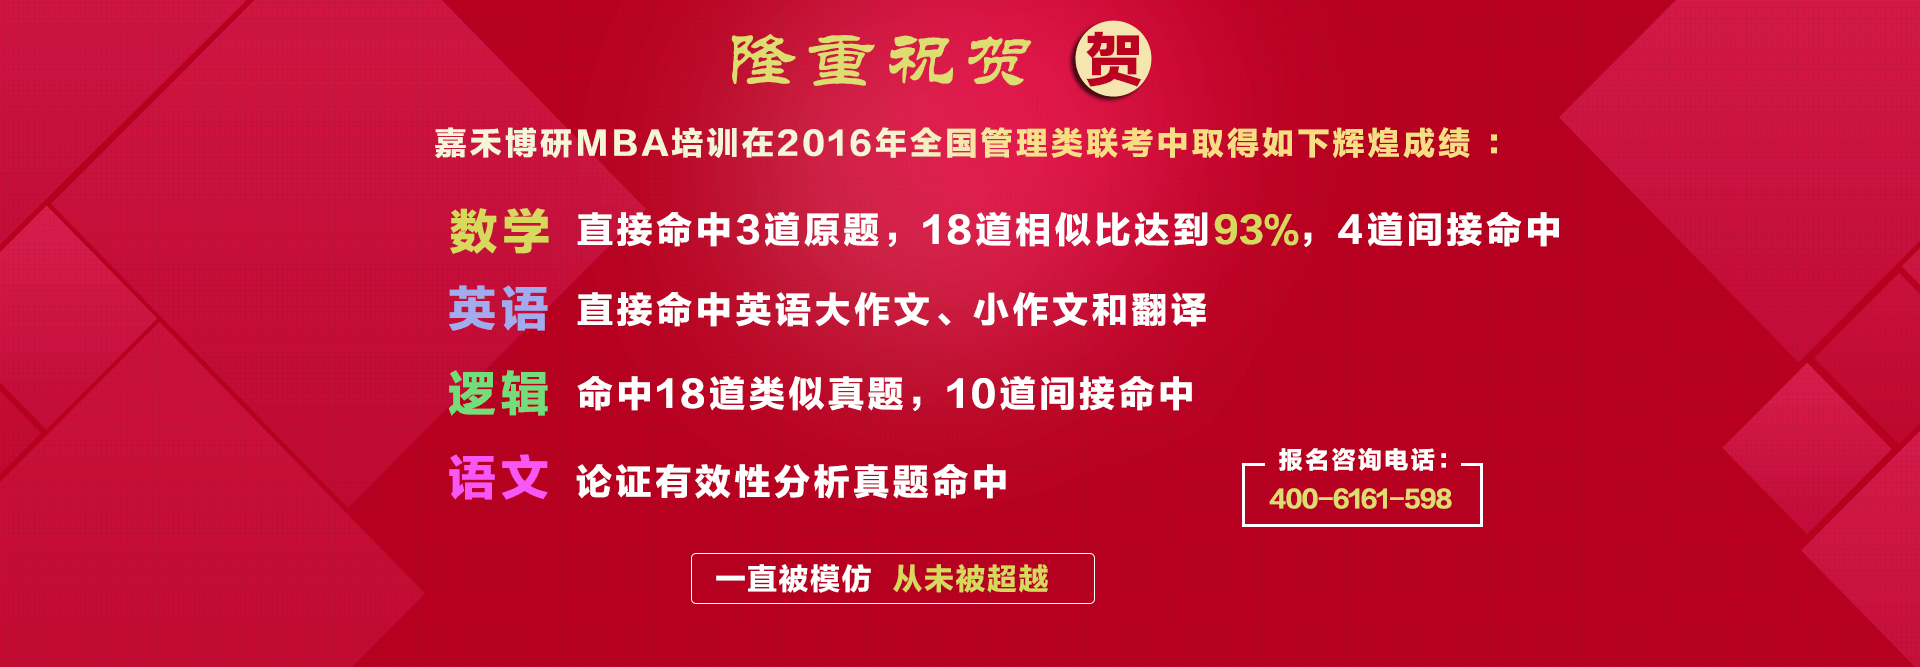 隆重祝贺 贺
嘉禾博研MBA培训在2016年全国管理类联考中取得如下辉煌成绩：
数学 直接命中3道原题，18道相似比达到93%，4道间接命中
英语 直接命中英语大作文、小作文和翻译
逻辑 命中18道类似真题，10道间接命中
语文 论证有效性分析真题命中
报名咨询电话：
400-6161-598
一直被模仿 从未被超越